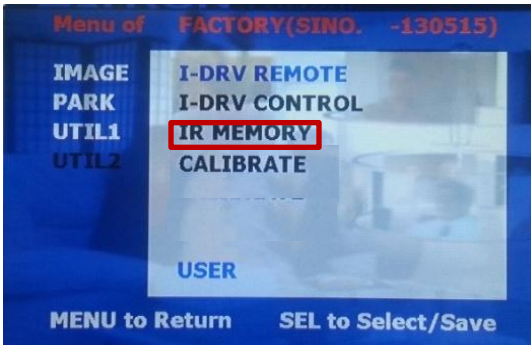 Menu of FACTORY(SINO. -130515)
IMAGE I-DRV REMOTE
PARK I-DRV CONTROL
UTIL1 IR MEMORY
UTIL2 CALIBRATE
USER
MENU to Return SEL to Select/Save